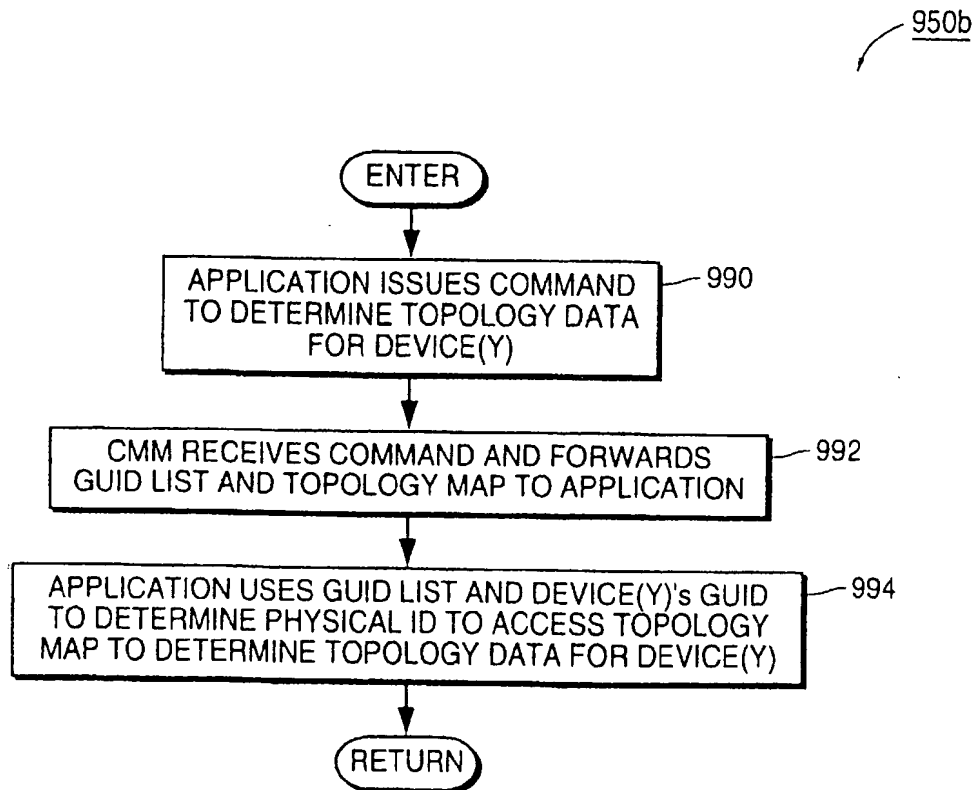 950b
ENTER
APPLICATION ISSUES COMMAND
TO DETERMINE TOPOLOGY DATA
FOR DEVICE(Y)
990
CMM RECEIVES COMMAND AND FORWARDS
GUID LIST AND TOPOLOGY MAP TO APPLICATION
992
APPLICATION USES GUID LIST AND DEVICE(Y)'s GUID
TO DETERMINE PHYSICAL ID TO ACCESS TOPOLOGY
MAP TO DETERMINE TOPOLOGY DATA FOR DEVICE(Y)
994
RETURN